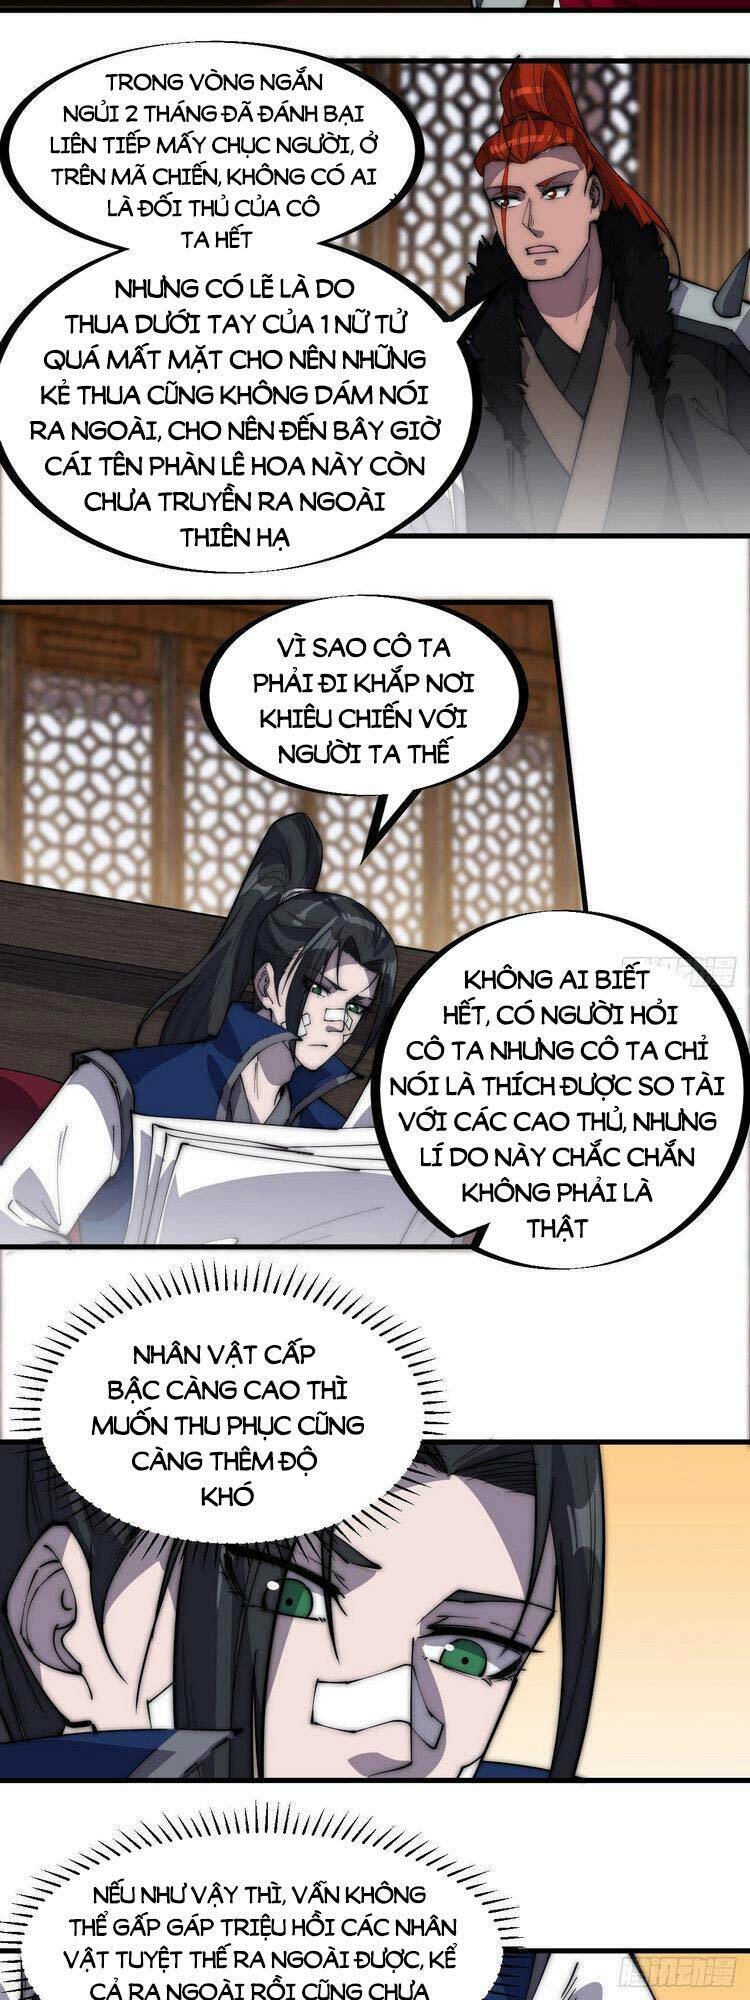 TRONG VÒNG NGẮN
NGỦI 2 THÁNG ĐÃ ĐÁNH BẠI
LIÊN TIẾP MẤY CHỤC NGƯỜI, Ở
TRÊN MÃ CHIẾN, KHÔNG CÓ AI
LÀ ĐỐI THỦ CỦA CÔ
TA HẾT
NHƯNG CÓ LẼ LÀ DO
THUA DƯỚI TAY CỦA 1 NỮ TỬ
QUÁ MẤT MẶT CHO NÊN NHỮNG
KẺ THUA CŨNG KHÔNG DÁM NÓI
RA NGOÀI, CHO NÊN ĐẾN BÂY GIỜ
CÁI TÊN PHÀN LÊ HOA NÀY CÒN
CHƯA TRUYỀN RA NGOÀI
THIÊN HẠ
VÌ SAO CÔ TA
PHẢI ĐI KHẮP NƠI
KHIÊU CHIẾN VỚI
NGƯỜI TA THẾ
KHÔNG AI BIẾT
HẾT, CÓ NGƯỜI HỎI
CÔ TA NHƯNG CÔ TA CHỈ
NÓI LÀ THÍCH ĐƯỢC SO TÀI
VỚI CÁC CAO THỦ, NHƯNG
LÍ DO NÀY CHẮC CHẮN
KHÔNG PHẢI LÀ
THẬT
NHÂN VẬT CẤP
BẬC CÀNG CAO THÌ
MUỐN THU PHỤC CŨNG
CÀNG THÊM ĐỘ
KHÓ
NẾU NHƯ VẬY THÌ, VẪN KHÔNG
THỂ GẤP GÁP TRIỆU HỒI CÁC NHÂN
VẬT TUYỆT THẾ RA NGOÀI ĐƯỢC, KỂ
CẢ RA NGOÀI RỒI CŨNG CHƯA
腾讯动漫